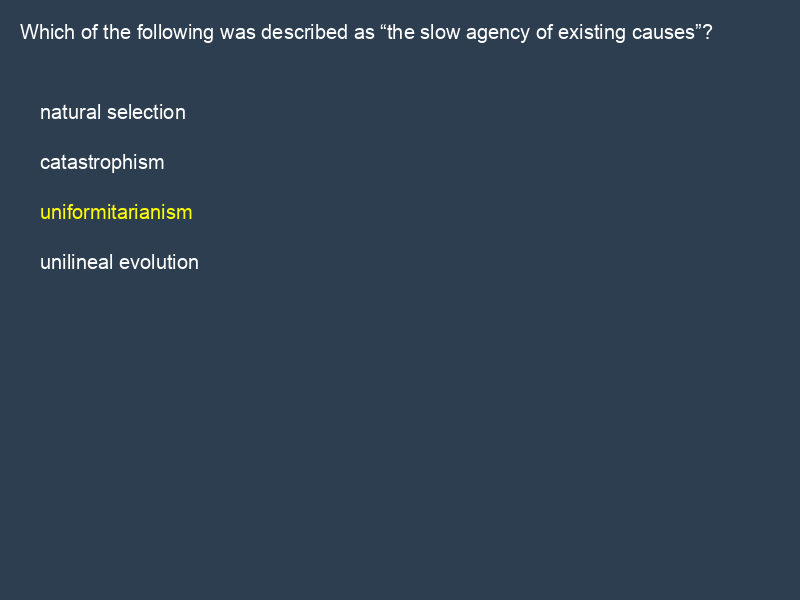 Which of the following was described as “the slow agency of existing causes”?
natural selection
catastrophism
uniformitarianism
unilineal evolution